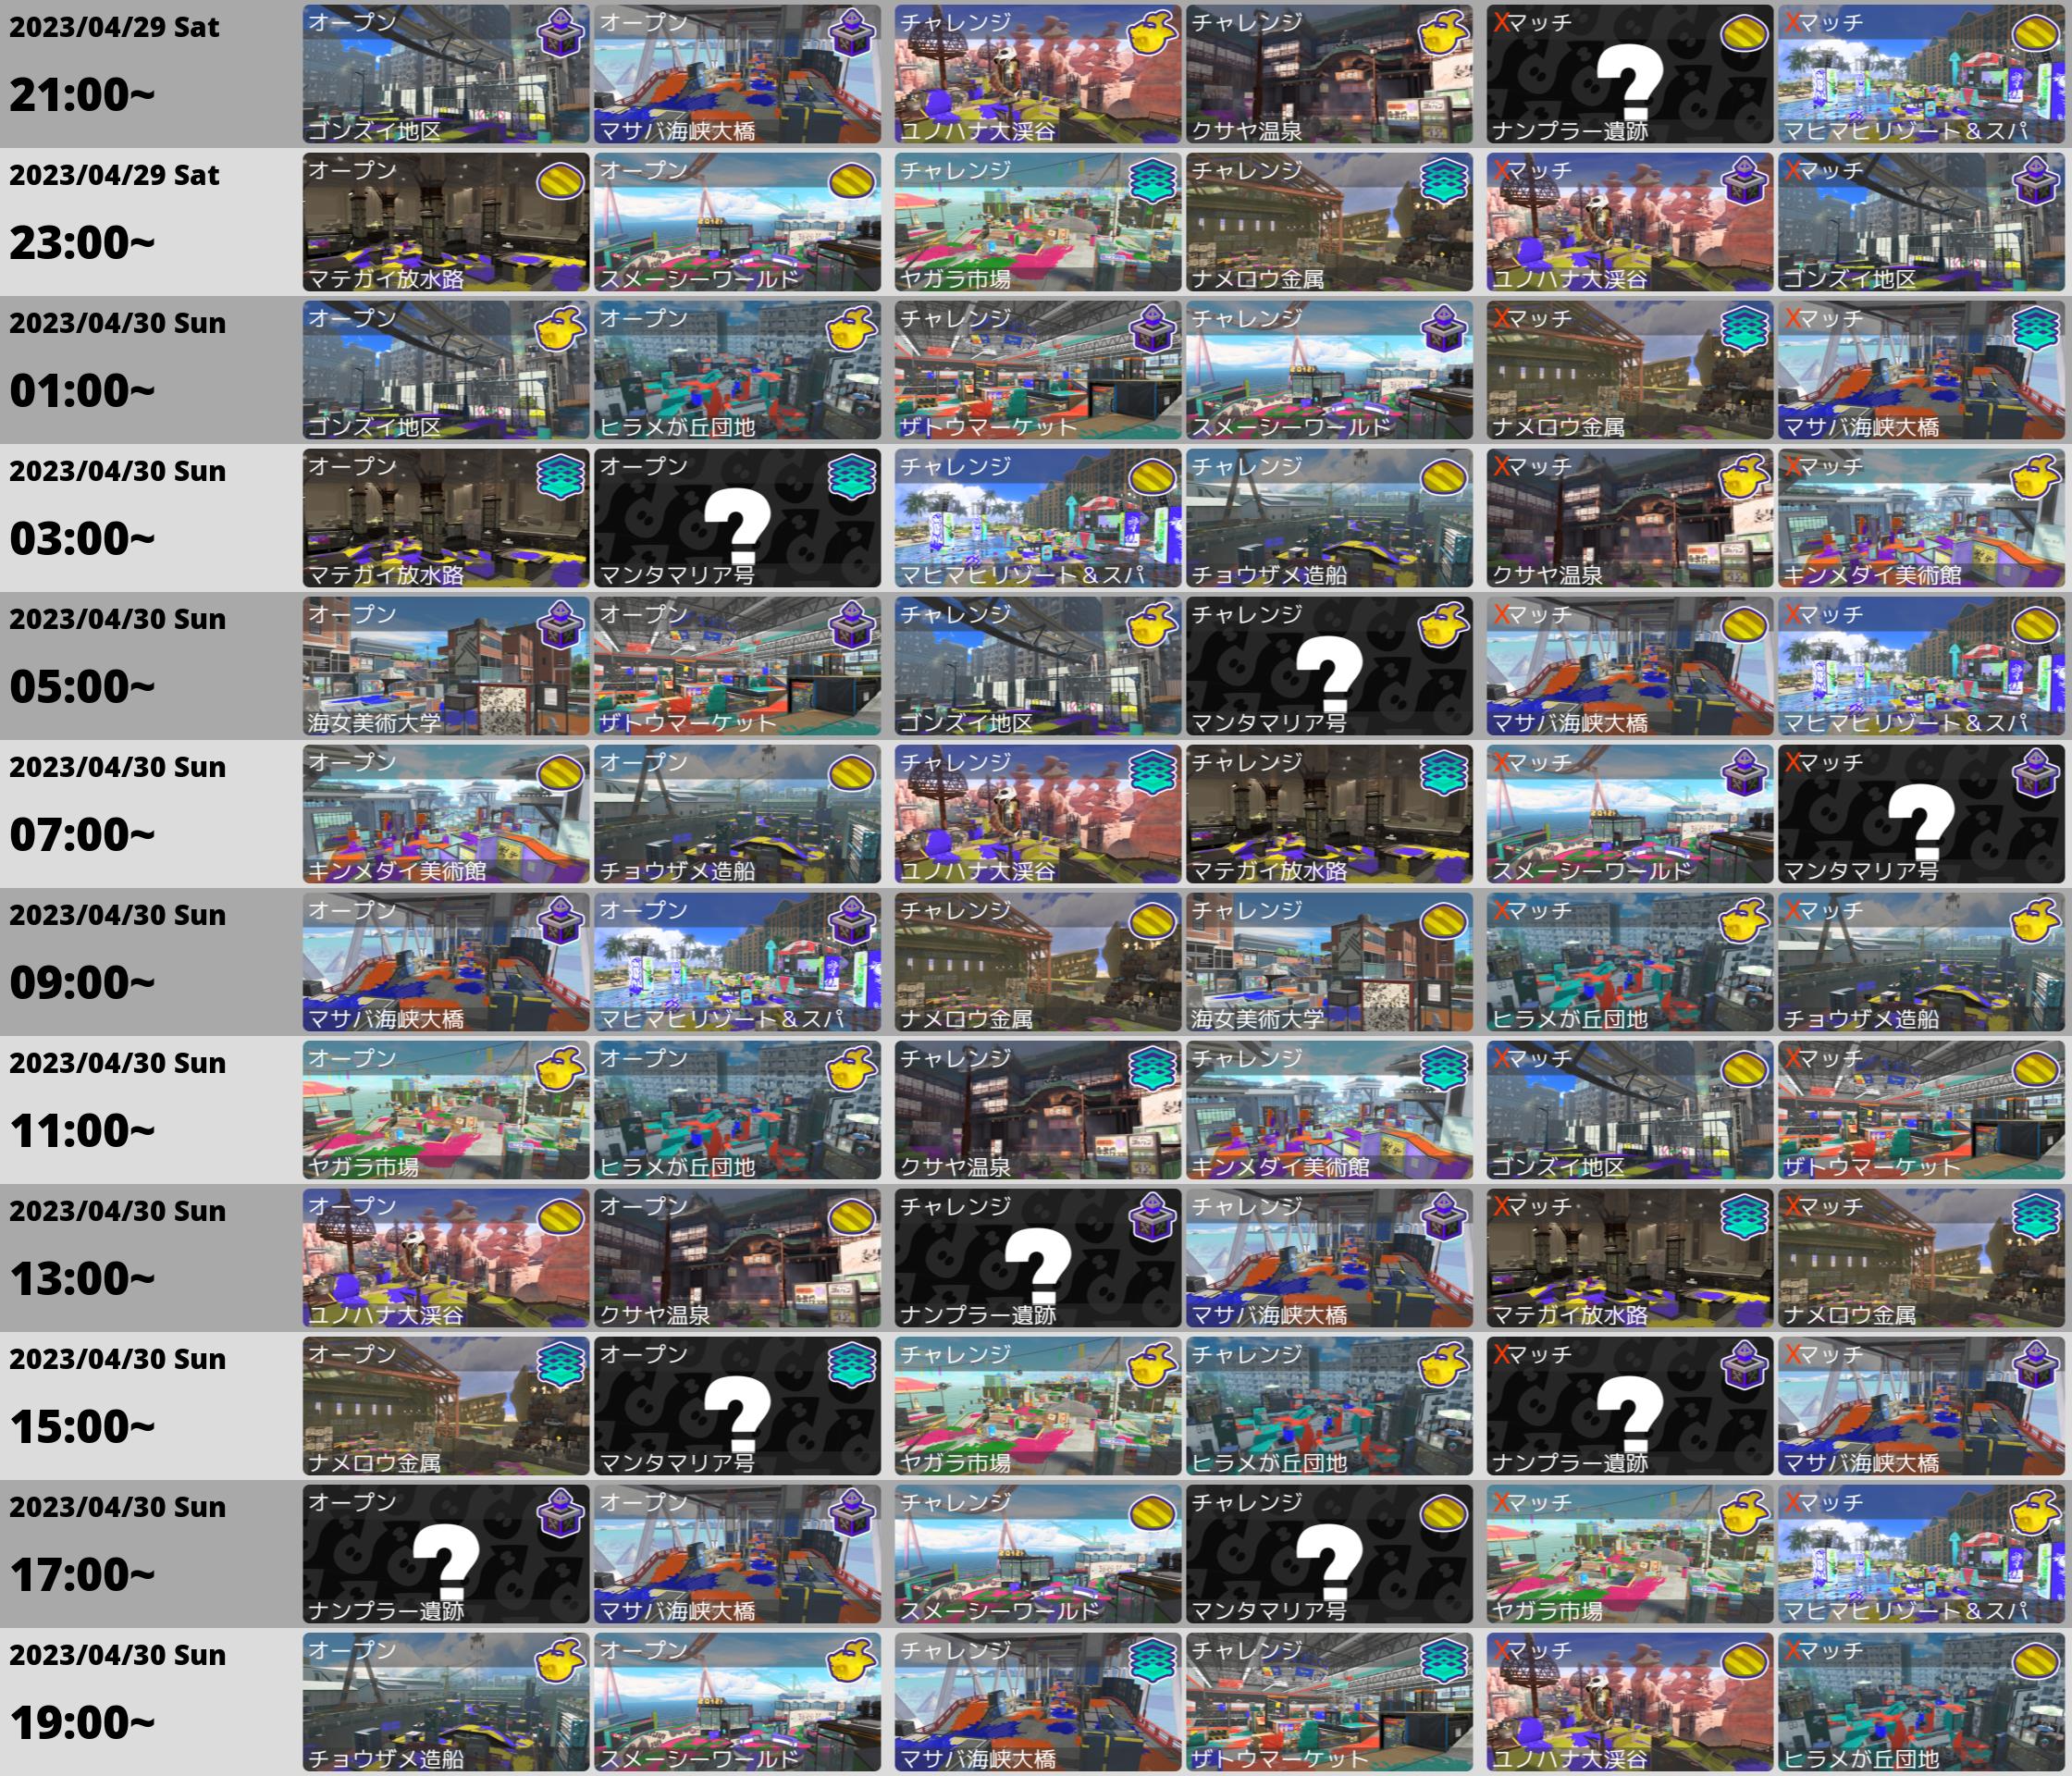 2023/04/29 Sat
21:00~
オープン
ゴンズイ地区
オープン
マサバ海峡大橋
チャレンジ
ユノハナ大渓谷
チャレンジ
クサヤ温泉
Xマッチ
ナンプラー遺跡
Xマッチ
マヒマヒリゾート＆スパ
2023/04/29 Sat
23:00~
オープン
マテガイ放水路
オープン
スメーシーワールド
チャレンジ
ヤガラ市場
チャレンジ
ナメロウ金属
Xマッチ
ユノハナ大渓谷
Xマッチ
ゴンズイ地区
2023/04/30 Sun
01:00~
オープン
ゴンズイ地区
オープン
ヒラメが丘団地
チャレンジ
ザトウマーケット
チャレンジ
スメーシーワールド
Xマッチ
ナメロウ金属
Xマッチ
マサバ海峡大橋
2023/04/30 Sun
03:00~
オープン
マテガイ放水路
オープン
マンタマリア号
チャレンジ
マヒマヒリゾート＆スパ
チャレンジ
チョウザメ造船
Xマッチ
クサヤ温泉
Xマッチ
キンメダイ美術館
2023/04/30 Sun
05:00~
オープン
海女美術大学
オープン
ザトウマーケット
チャレンジ
ゴンズイ地区
チャレンジ
マンタマリア号
Xマッチ
マサバ海峡大橋
Xマッチ
マヒマヒリゾート＆スパ
2023/04/30 Sun
07:00~
オープン
キンメダイ美術館
オープン
チョウザメ造船
チャレンジ
ユノハナ大渓谷
チャレンジ
マテガイ放水路
Xマッチ
スメーシーワールド
Xマッチ
マンタマリア号
2023/04/30 Sun
09:00~
オープン
マサバ海峡大橋
オープン
マヒマヒリゾート＆スパ
チャレンジ
ナメロウ金属
チャレンジ
海女美術大学
Xマッチ
ヒラメが丘団地
Xマッチ
チョウザメ造船
2023/04/30 Sun
11:00~
オープン
ヤガラ市場
オープン
ヒラメが丘団地
チャレンジ
クサヤ温泉
チャレンジ
キンメダイ美術館
Xマッチ
ゴンズイ地区
Xマッチ
ザトウマーケット
2023/04/30 Sun
13:00~
オープン
ユノハナ大渓谷
オープン
クサヤ温泉
チャレンジ
ナンプラー遺跡
チャレンジ
マサバ海峡大橋
Xマッチ
マテガイ放水路
Xマッチ
ナメロウ金属
2023/04/30 Sun
15:00~
オープン
ナメロウ金属
オープン
マンタマリア号
チャレンジ
ヤガラ市場
チャレンジ
ヒラメが丘団地
Xマッチ
ナンプラー遺跡
Xマッチ
マサバ海峡大橋
2023/04/30 Sun
17:00~
オープン
ナンプラー遺跡
オープン
マサバ海峡大橋
チャレンジ
スメーシーワールド
チャレンジ
マンタマリア号
Xマッチ
ヤガラ市場
Xマッチ
マヒマヒリゾート＆スパ
2023/04/30 Sun
19:00~
オープン
チョウザメ造船
オープン
スメーシーワールド
チャレンジ
マサバ海峡大橋
チャレンジ
ザトウマーケット
Xマッチ
ユノハナ大渓谷
Xマッチ
ヒラメが丘団地